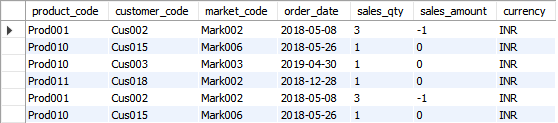 product_code customer_code market_code order_date sales_qty sales_amount currency
Prod001 Cus002 Mark002 2018-05-08 3 -1 INR
Prod010 Cus015 Mark006 2018-05-26 1 0 INR
Prod010 Cus003 Mark003 2019-04-30 1 0 INR
Prod011 Cus018 Mark002 2018-12-28 1 0 INR
Prod001 Cus002 Mark002 2018-05-08 3 -1 INR
Prod010 Cus015 Mark006 2018-05-26 1 0 INR